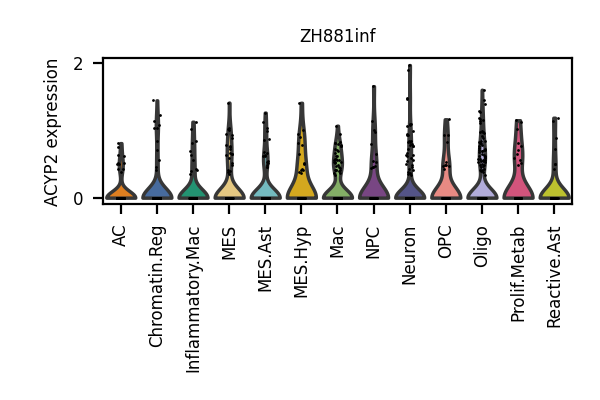 ZH881inf
ACYP2 expression
2
0
AC
Chromatin.Reg
Inflammatory.Mac
MES
MES.Ast
MES.Hyp
Mac
NPC
Neuron
OPC
Oligo
Prolif.Metab
Reactive.Ast